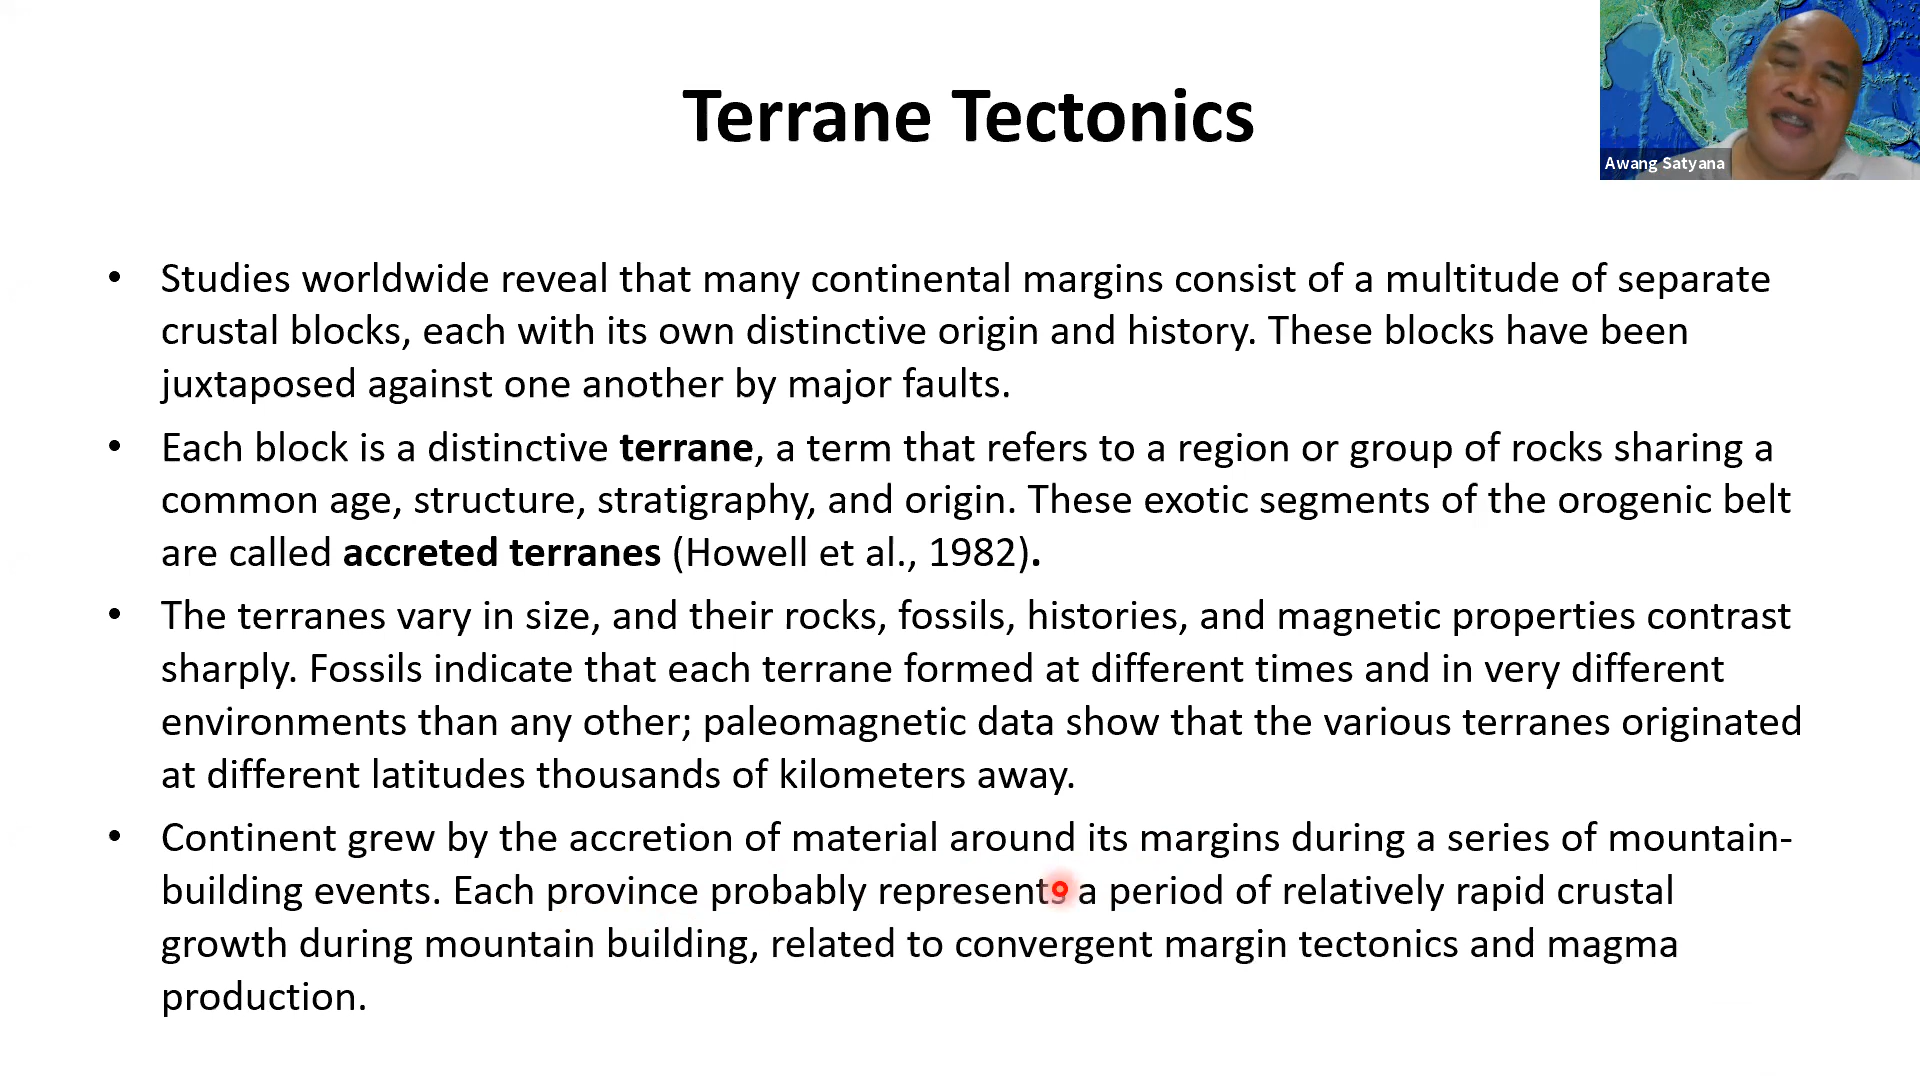 Terrane Tectonics
Awang Satyana
• Studies worldwide reveal that many continental margins consist of a multitude of separate
crustal blocks, each with its own distinctive origin and history. These blocks have been
juxtaposed against one another by major faults.
• Each block is a distinctive terrane, a term that refers to a region or group of rocks sharing a
common age, structure, stratigraphy, and origin. These exotic segments of the orogenic belt
are called accreted terranes (Howell et al., 1982).
• The terranes vary in size, and their rocks, fossils, histories, and magnetic properties contrast
sharply. Fossils indicate that each terrane formed at different times and in very different
environments than any other; paleomagnetic data show that the various terranes originated
at different latitudes thousands of kilometers away.
• Continent grew by the accretion of material around its margins during a series of mountain-
building events. Each province probably represents a period of relatively rapid crustal
growth during mountain building, related to convergent margin tectonics and magma
production.